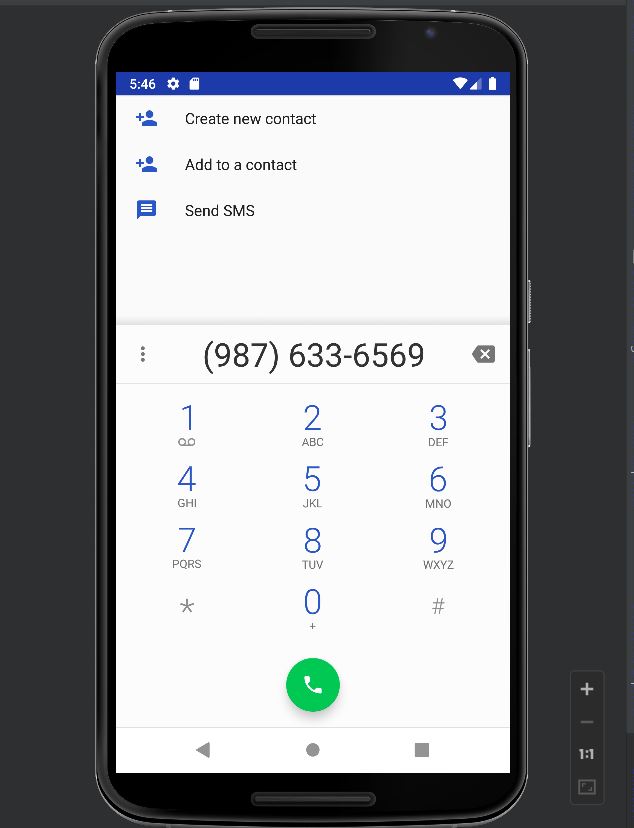 5:46
Create new contact
Add to a contact
Send SMS
(987) 633-6569
1 2 3
ABC DEF
4 5 6
GHI JKL MNO
7 8 9
PQRS TUV WXYZ
* 0 #
+
1:1